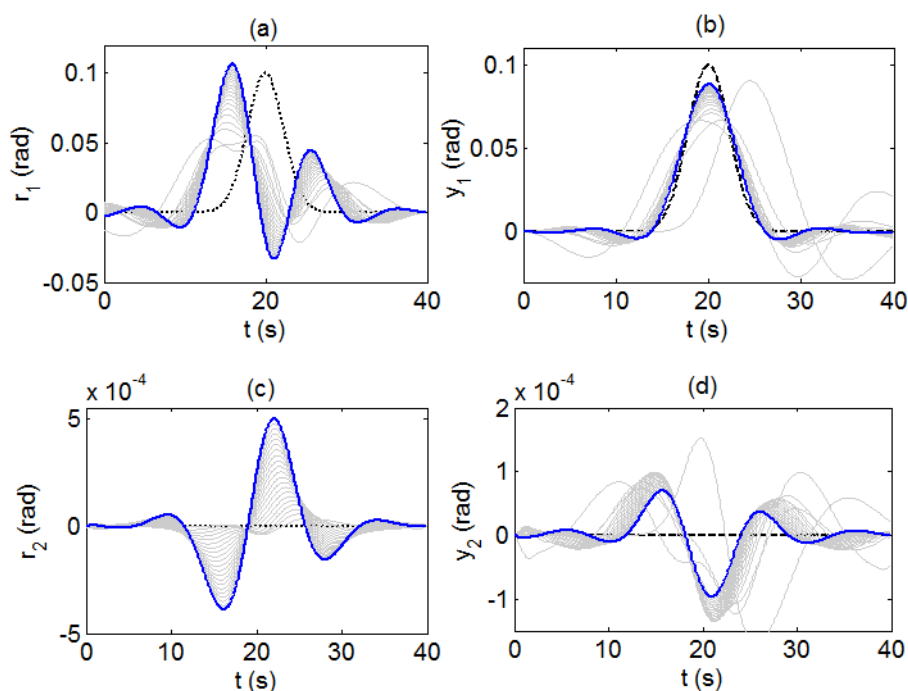 (a)
r1 (rad)
0.1
0.05
0
-0.05
0 20 40
t (s)
(b)
y1 (rad)
0.1
0.05
0
0 10 20 30 40
t (s)
x 10-4
(c)
r2 (rad)
5
0
-5
0 10 20 30 40
t (s)
x 10-4
(d)
y2 (rad)
2
1
0
-1
0 10 20 30 40
t (s)